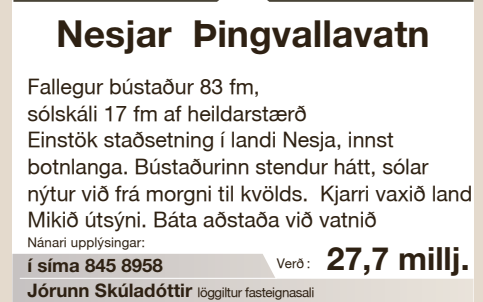 Nesjar Þingvallavatn
Fallegur bústaður 83 fm,
sólskáli 17 fm af heildarstærð
Einstök staðsetning í landi Nesja, innst
botnlanga. Bústaðurinn stendur hátt, sólar
nýtur við frá morgni til kvölds. Kjarri vaxið land
Mikið útsýni. Báta aðstaða við vatnið
Nánari upplýsingar:
í síma 845 8958
Verð : 27,7 millj.
Jórunn Skúladóttir löggiltur fasteignasali